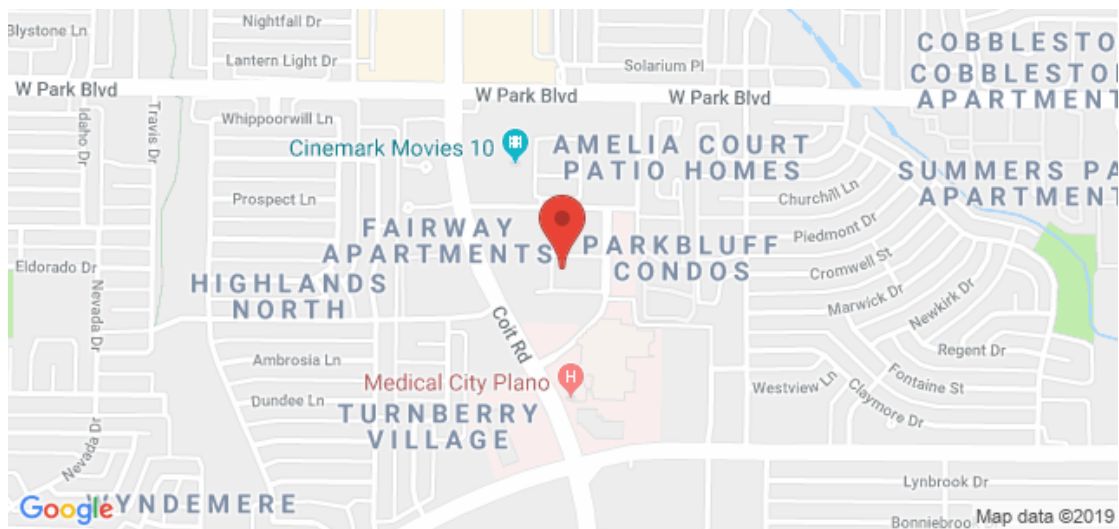 Nightfall Dr
Blystone Ln
Lantern Light Dr
Solarium Pl
COBBLESTO
COBBLESTO
APARTMENT
W Park Blvd
W Park Blvd
W Park Blvd
Idaho Dr
Travis Dr
Whippoorwill Ln
Cinemark Movies 10
AMELIA COURT
PATIO HOMES
SUMMERS PA
APARTMENT
Churchill Ln
Prospect Ln
FAIRWAY
APARTMENTS
PARKBLUFF
CONDOS
Piedmont Dr
Cromwell St
Eldorado Dr
Nevada Dr
HIGHLANDS
NORTH
Marwick Dr
Newkirk Dr
Coit Rd
Regent Dr
Ambrosia Ln
Medical City Plano
H
Westview Ln
Fontaine St
Claymore Dr
Dundee Ln
TURNBERRY
VILLAGE
Nevada Dr
Lynbrook Dr
Google
WYNDEMERE
Bonniebroo
Map data ©2019